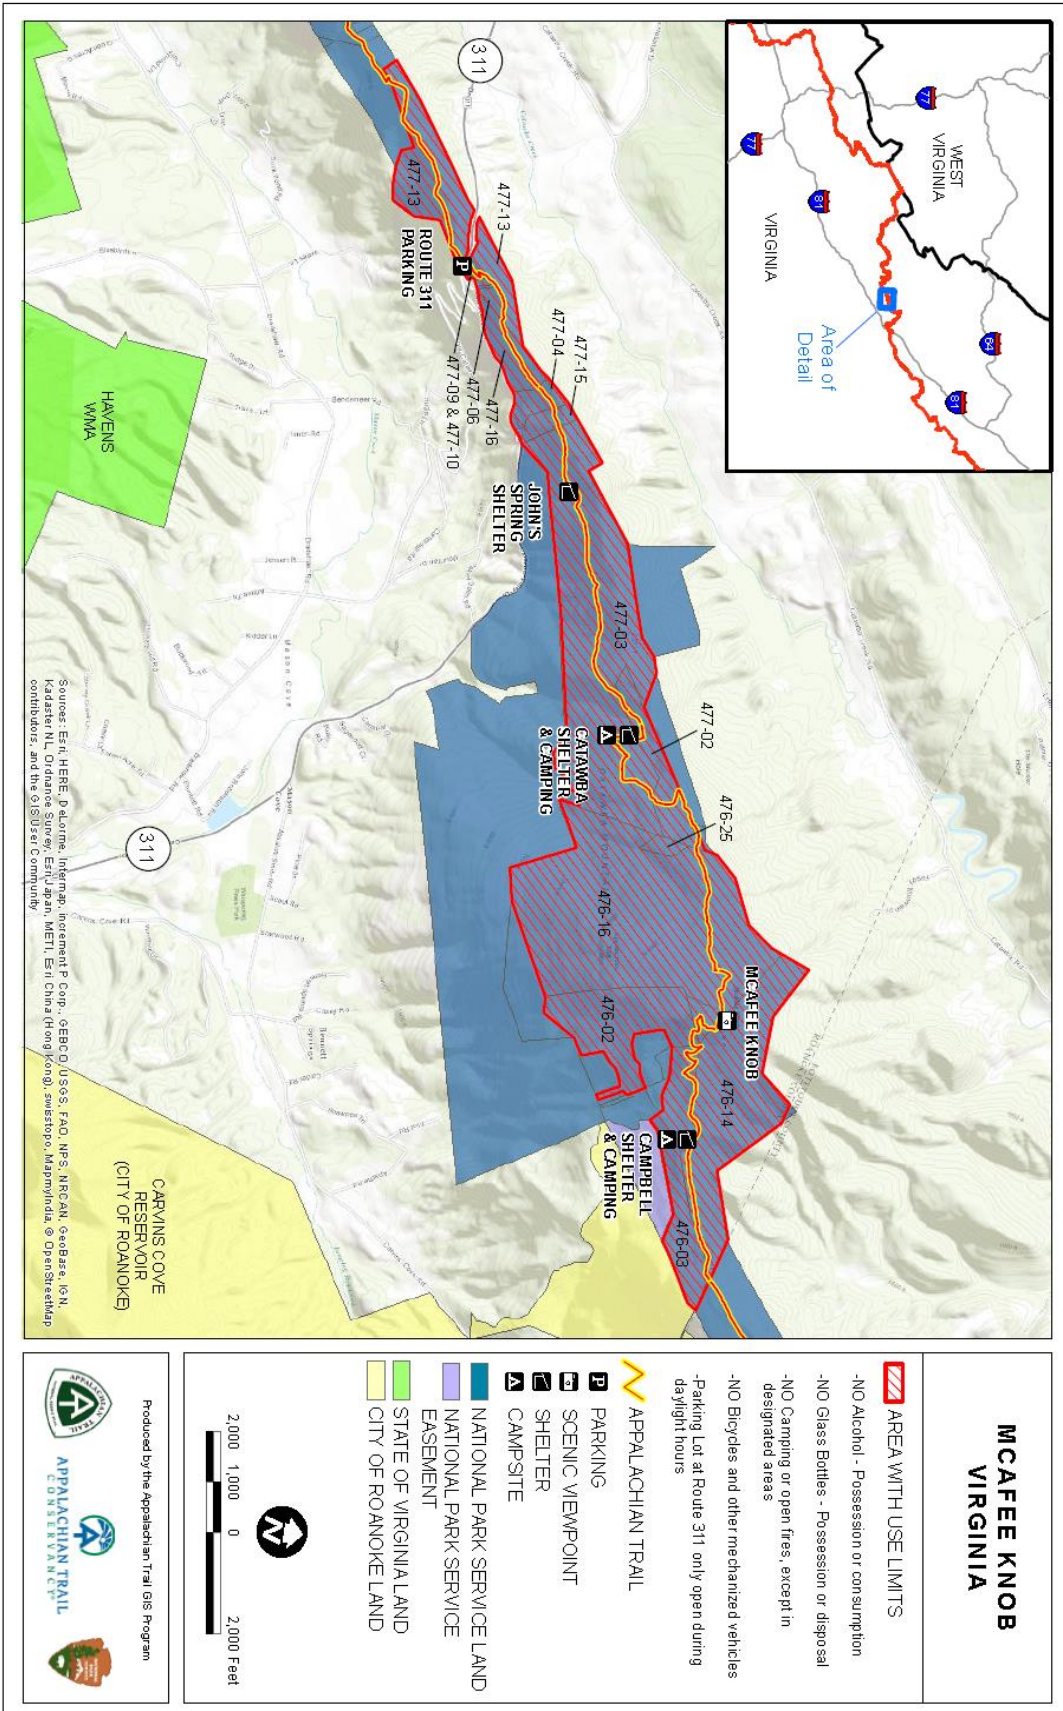 MCAFEE KNOB
VIRGINIA
AREA WITH USE LIMITS
-NO Alcohol - Possession or consumption
-NO Glass Bottles - Possession or disposal
-NO Camping or open fires, except in
designated areas
-NO Bicycles and other mechanized vehicles
-Parking Lot at Route 311 only open during
daylight hours
APPALACHIAN TRAIL
P PARKING
SCENIC VIEWPOINT
SHELTER
CAMPSITE
NATIONAL PARK SERVICE LAND
NATIONAL PARK SERVICE
EASEMENT
STATE OF VIRGINIA LAND
CITY OF ROANOKE LAND
N
2,000 1,000 0 2,000 Feet
Produced by the Appalachian Trail GIS Program
APPALACHIAN TRAIL
APPALACHIAN TRAIL
CONSERVANCY
WEST
VIRGINIA
VIRGINIA
77
77
81
64
81
Area of
Detail
311
477-13
477-13
ROUTE 311
PARKING
P
477-15
477-04
477-16
477-06
477-09 & 477-10
JOHN'S
SPRING
SHELTER
477-03
477-02
CATAWBA
SHELTER
& CAMPING
476-25
476-16
MCAFEE KNOB
476-02
476-14
CAMPBELL
SHELTER
& CAMPING
476-03
HAVENS
WMA
311
Mason Cove
CARVINS COVE
RESERVOIR
(CITY OF ROANOKE)
Sources: Esri, HERE, DeLorme, Intermap, increment P Corp., GEBCO, USGS, FAO, NPS, NRCAN, GeoBase, IGN,
Kadaster NL, Ordnance Survey, Esri Japan, METI, Esri China (Hong Kong), swisstopo, MapmyIndia, © OpenStreetMap
contributors, and the GIS User Community